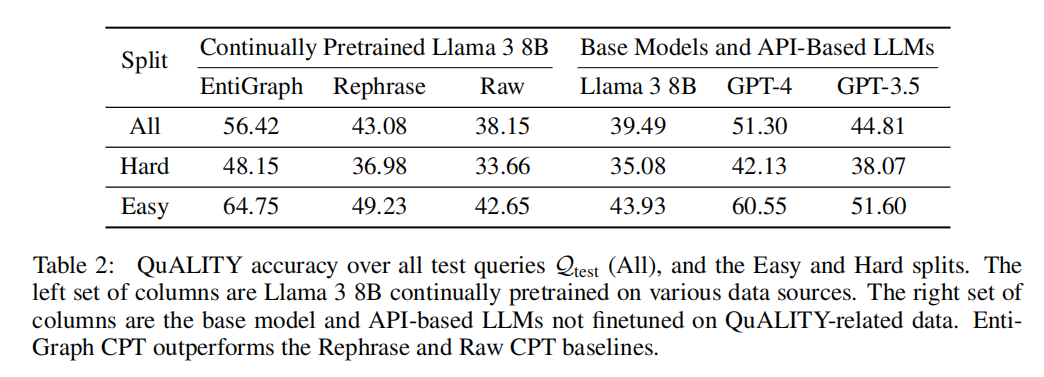 Split Continually Pretrained Llama 3 8B Base Models and API-Based LLMs
EntiGraph Rephrase Raw Llama 3 8B GPT-4 GPT-3.5
All 56.42 43.08 38.15 39.49 51.30 44.81
Hard 48.15 36.98 33.66 35.08 42.13 38.07
Easy 64.75 49.23 42.65 43.93 60.55 51.60
Table 2: QuALITY accuracy over all test queries 𝒬test (All), and the Easy and Hard splits. The
left set of columns are Llama 3 8B continually pretrained on various data sources. The right set of
columns are the base model and API-based LLMs not finetuned on QuALITY-related data. Enti-
Graph CPT outperforms the Rephrase and Raw CPT baselines.